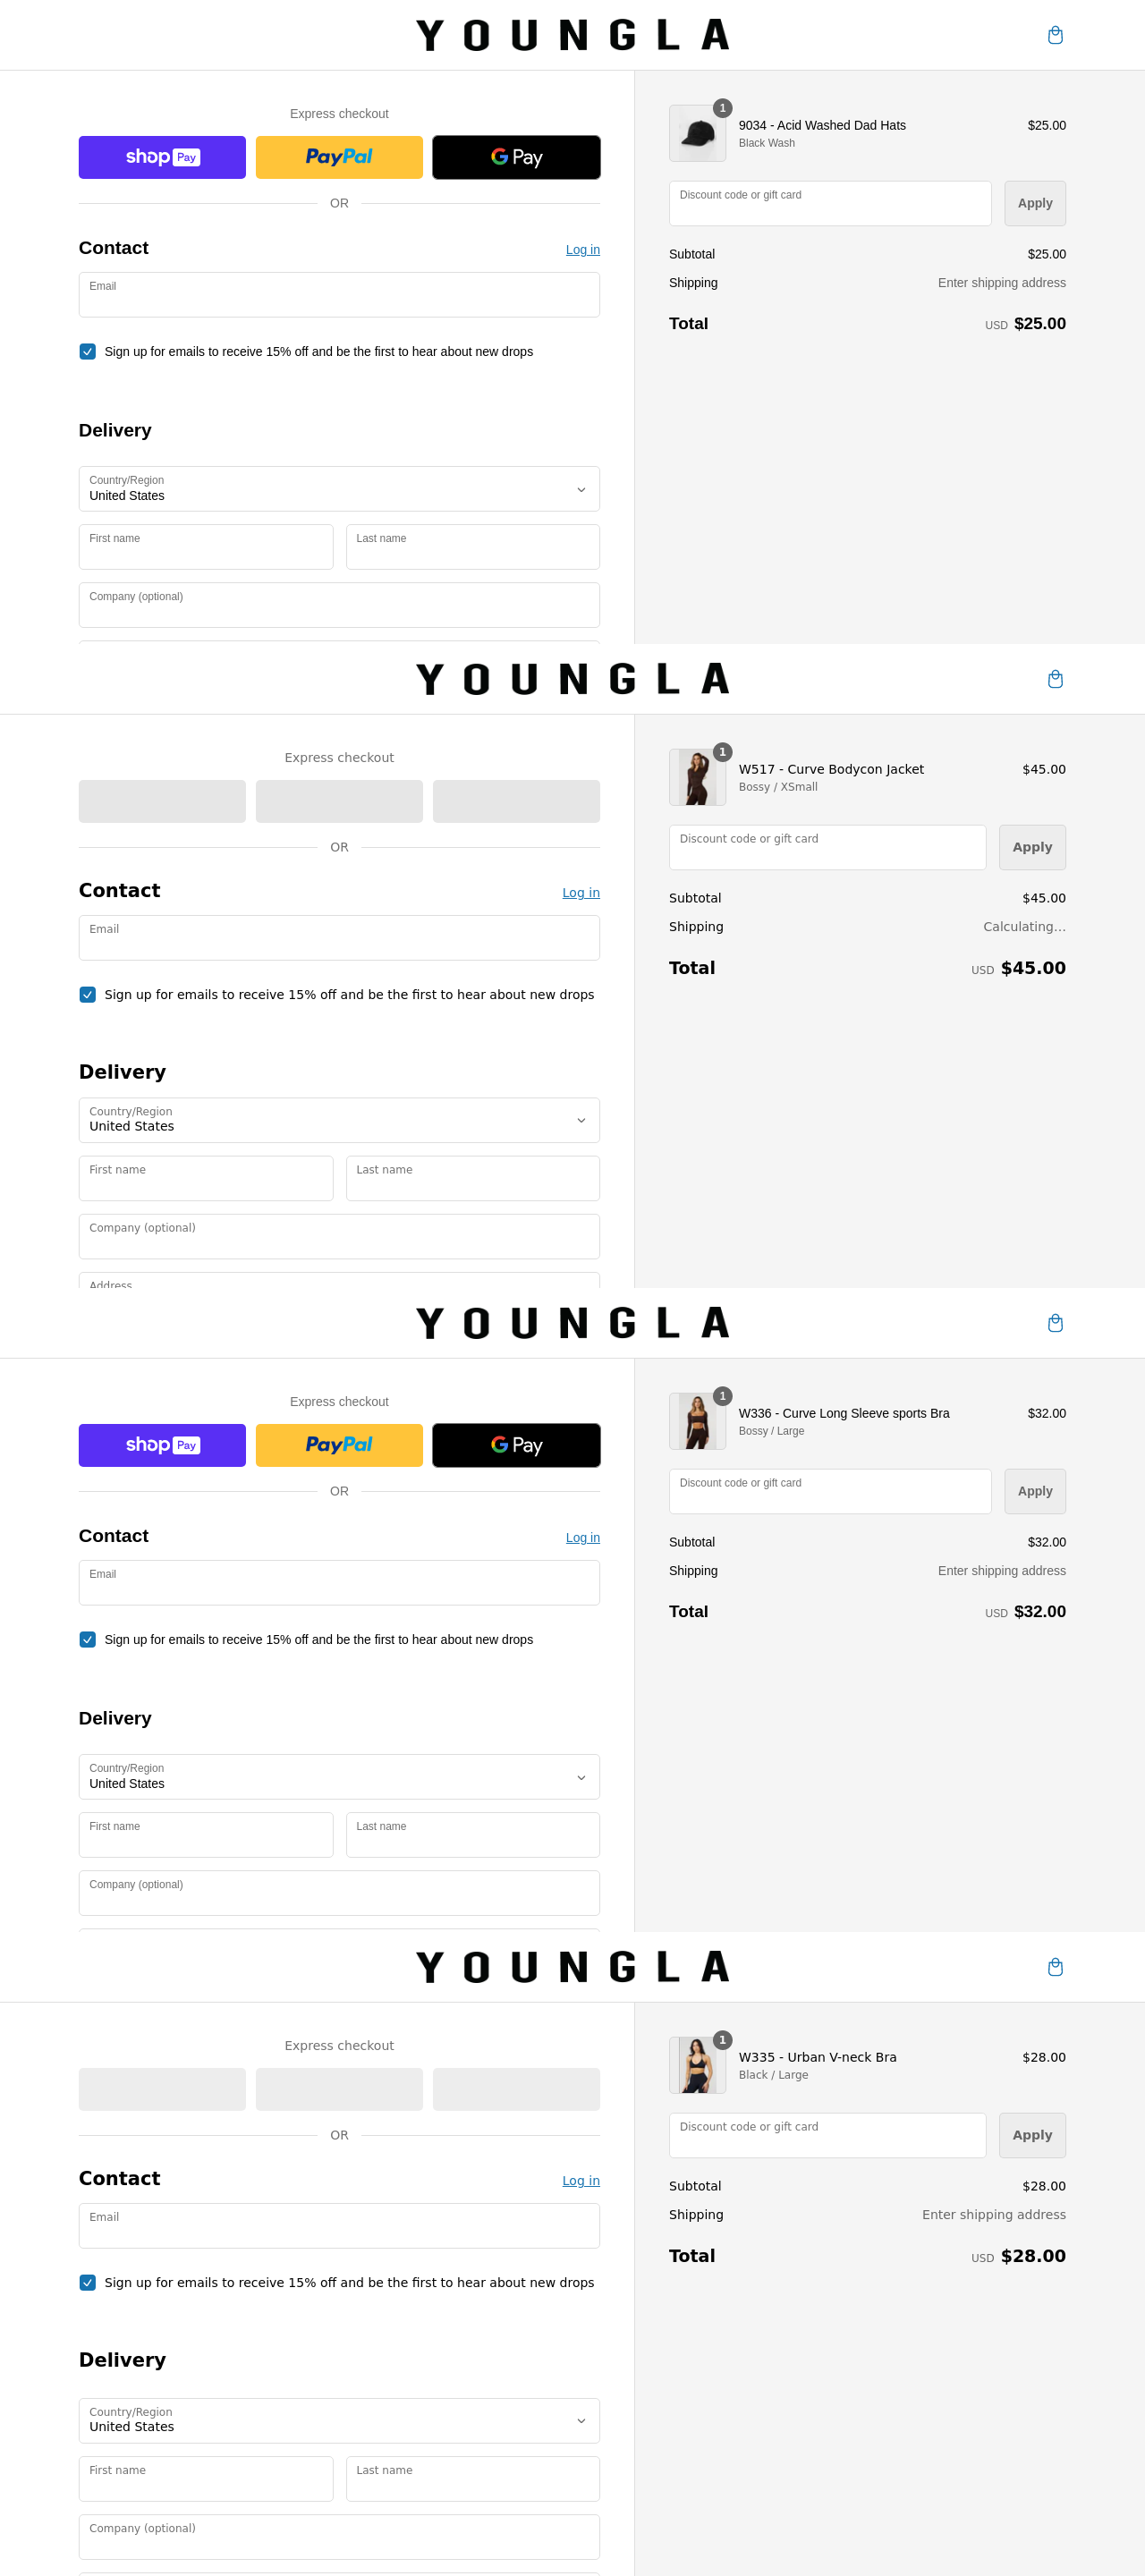 YOUNGLA
Express checkout
shop Pay
PayPal
G Pay
OR
Contact
Log in
Email
Sign up for emails to receive 15% off and be the first to hear about new drops
Delivery
Country/Region
United States
First name
Last name
Company (optional)
1
9034 - Acid Washed Dad Hats
$25.00
Black Wash
Discount code or gift card
Apply
Subtotal
$25.00
Shipping
Enter shipping address
Total
USD $25.00
YOUNGLA
Express checkout
OR
Contact
Log in
Email
Sign up for emails to receive 15% off and be the first to hear about new drops
Delivery
Country/Region
United States
First name
Last name
Company (optional)
Address
1
W517 - Curve Bodycon Jacket
$45.00
Bossy / XSmall
Discount code or gift card
Apply
Subtotal
$45.00
Shipping
Calculating...
Total
USD $45.00
YOUNGLA
Express checkout
shop Pay
PayPal
G Pay
OR
Contact
Log in
Email
Sign up for emails to receive 15% off and be the first to hear about new drops
Delivery
Country/Region
United States
First name
Last name
Company (optional)
1
W336 - Curve Long Sleeve sports Bra
$32.00
Bossy / Large
Discount code or gift card
Apply
Subtotal
$32.00
Shipping
Enter shipping address
Total
USD $32.00
YOUNGLA
Express checkout
OR
Contact
Log in
Email
Sign up for emails to receive 15% off and be the first to hear about new drops
Delivery
Country/Region
United States
First name
Last name
Company (optional)
1
W335 - Urban V-neck Bra
$28.00
Black / Large
Discount code or gift card
Apply
Subtotal
$28.00
Shipping
Enter shipping address
Total
USD $28.00